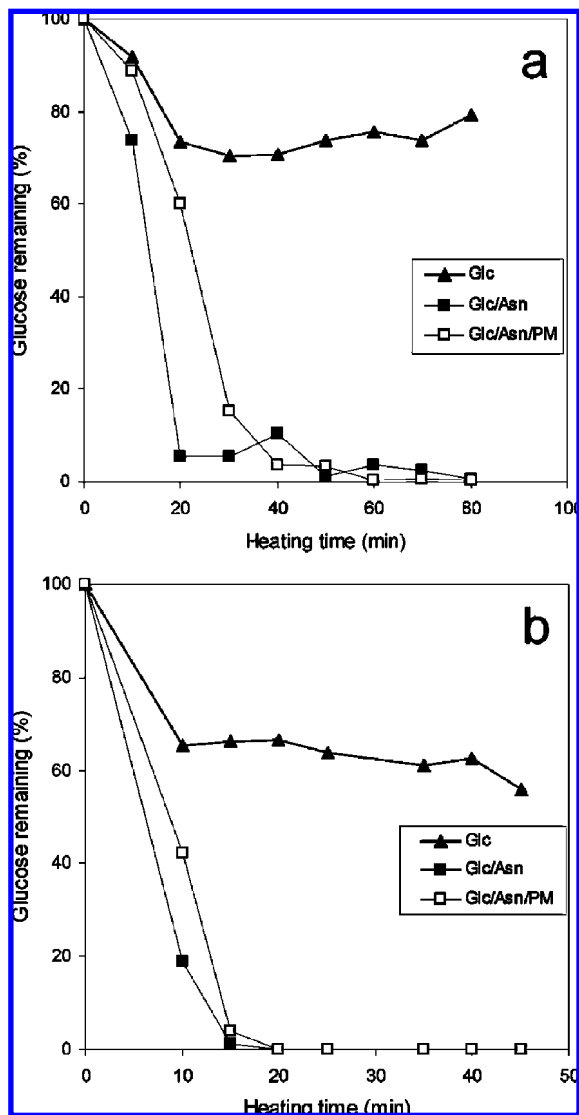 a
100
80
60
40
20
0
Glucose remaining (%)
Glc
Glc/Asn
Glc/Asn/PM
0 20 40 60 80 100
Heating time (min)
b
100
80
60
40
20
0
Glucose remaining (%)
Glc
Glc/Asn
Glc/Asn/PM
0 10 20 30 40 50
Heating time (min)